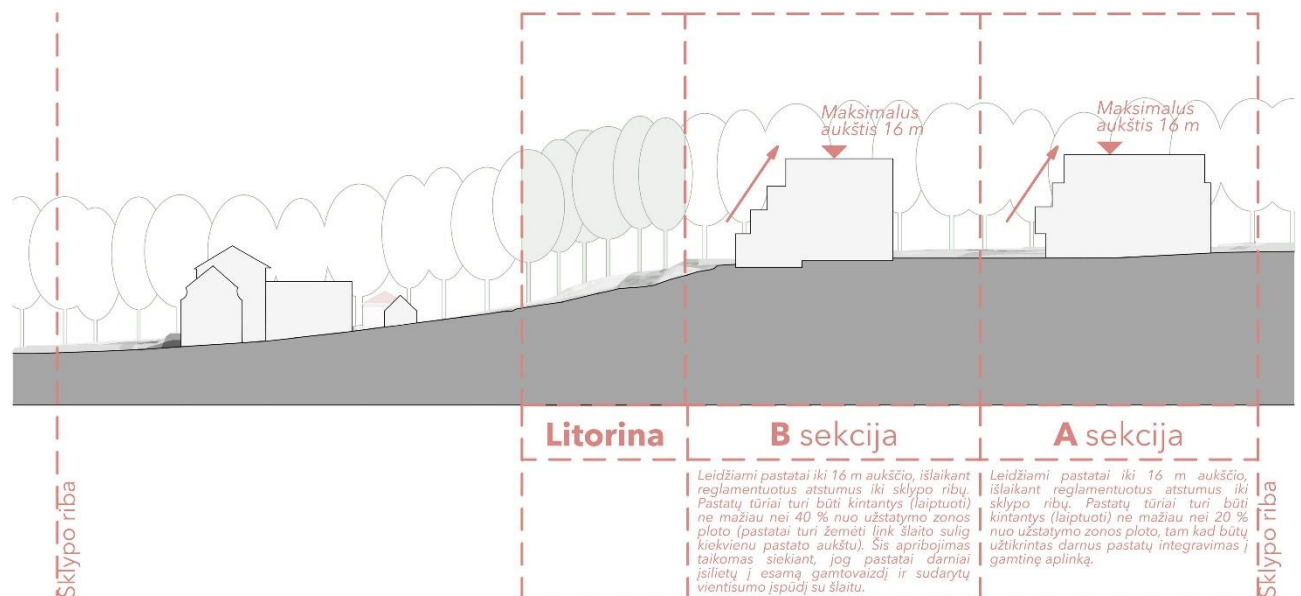 Maksimalus
aukštis 16 m
Maksimalus
aukštis 16 m
Litorina
B sekcija
A sekcija
Leidžiami pastatai iki 16 m aukščio, išlaikant
reglamentuotus atstumus iki sklypo ribų.
Pastatų tūriai turi būti kintantys (laiptuoti)
ne mažiau nei 40 % nuo užstatymo zonos
ploto (pastatai turi žemėti link šlaito sulig
kiekvienu pastato aukštu). Šis apribojimas
taikomas siekiant, jog pastatai darniai
įsilietų į esamą gamtovaizdį ir sudarytų
vientisumo įspūdį su šlaitu.
Leidžiami pastatai iki 16 m aukščio,
išlaikant reglamentuotus atstumus iki
sklypo ribų. Pastatų tūriai turi būti
kintantys (laiptuoti) ne mažiau nei 20 %
nuo užstatymo zonos ploto, tam kad būtų
užtikrintas darnus pastatų integravimas į
gamtinę aplinką.
Sklypo riba
Sklypo riba